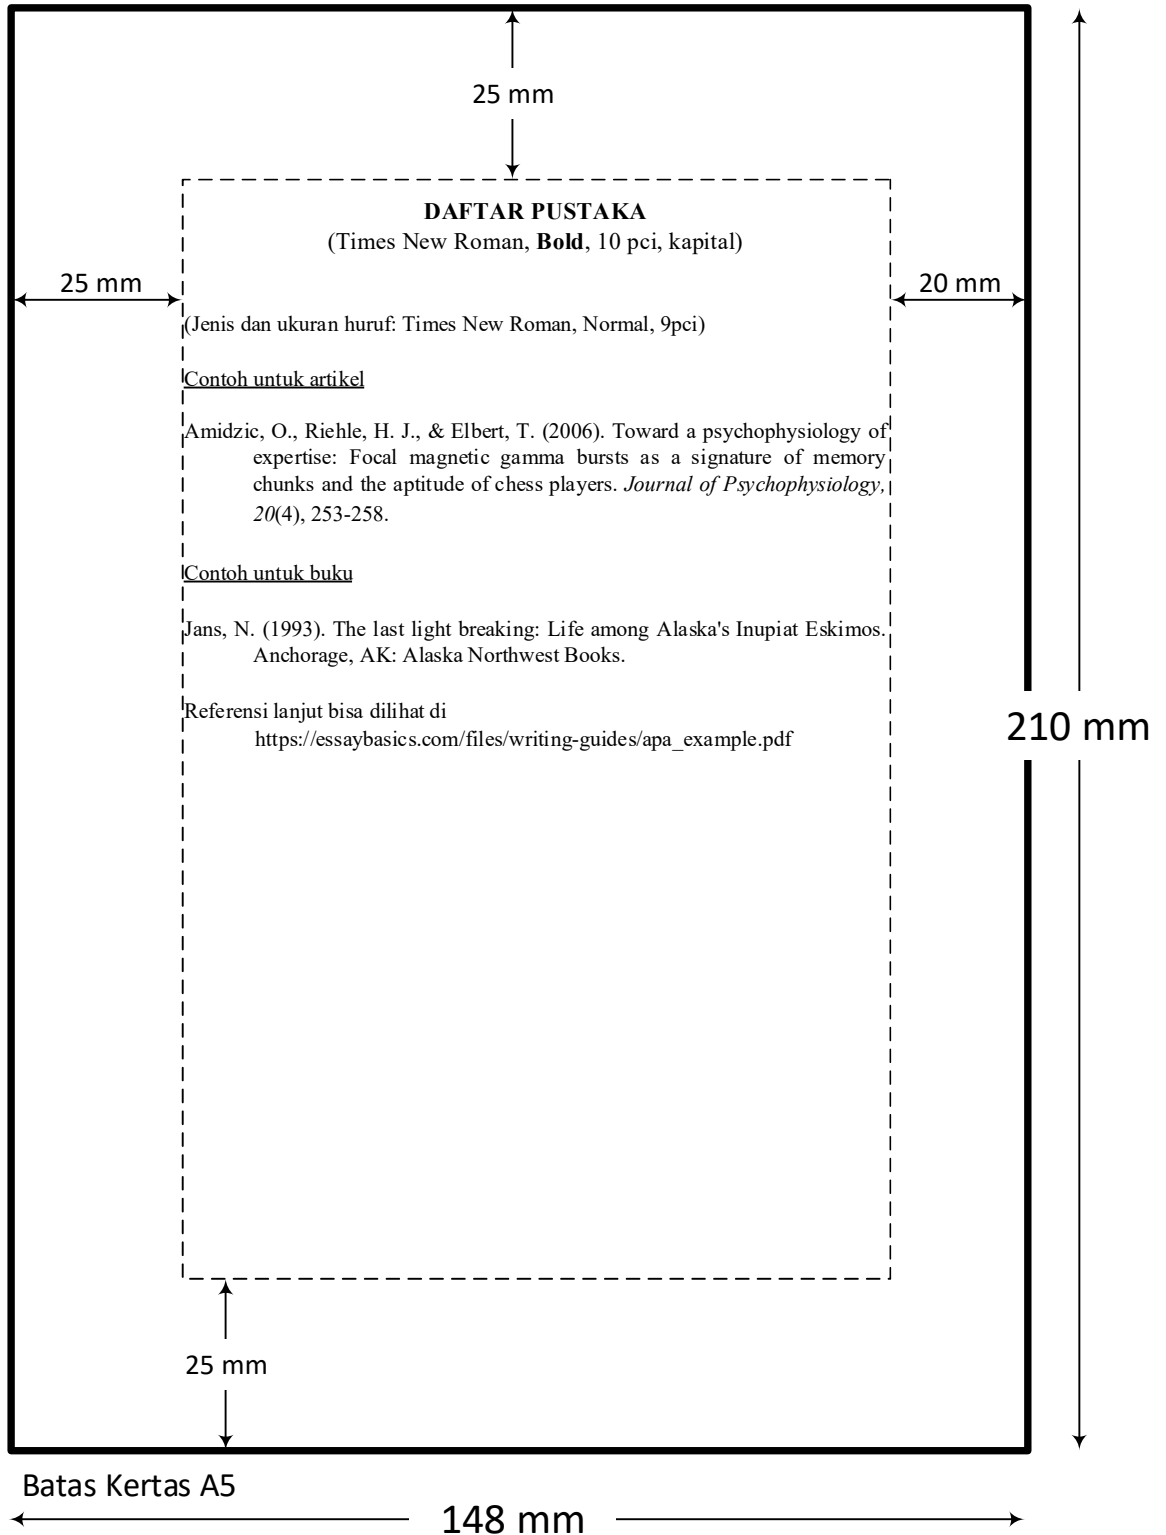 25 mm
DAFTAR PUSTAKA
(Times New Roman, Bold, 10 pci, kapital)
25 mm
20 mm
(Jenis dan ukuran huruf: Times New Roman, Normal, 9pci)
Contoh untuk artikel
Amidzic, O., Riehle, H. J., & Elbert, T. (2006). Toward a psychophysiology of
expertise: Focal magnetic gamma bursts as a signature of memory
chunks and the aptitude of chess players. Journal of Psychophysiology,
20(4), 253-258.
Contoh untuk buku
Jans, N. (1993). The last light breaking: Life among Alaska's Inupiat Eskimos.
Anchorage, AK: Alaska Northwest Books.
Referensi lanjut bisa dilihat di
https://essaybasics.com/files/writing-guides/apa_example.pdf
210 mm
25 mm
Batas Kertas A5
148 mm